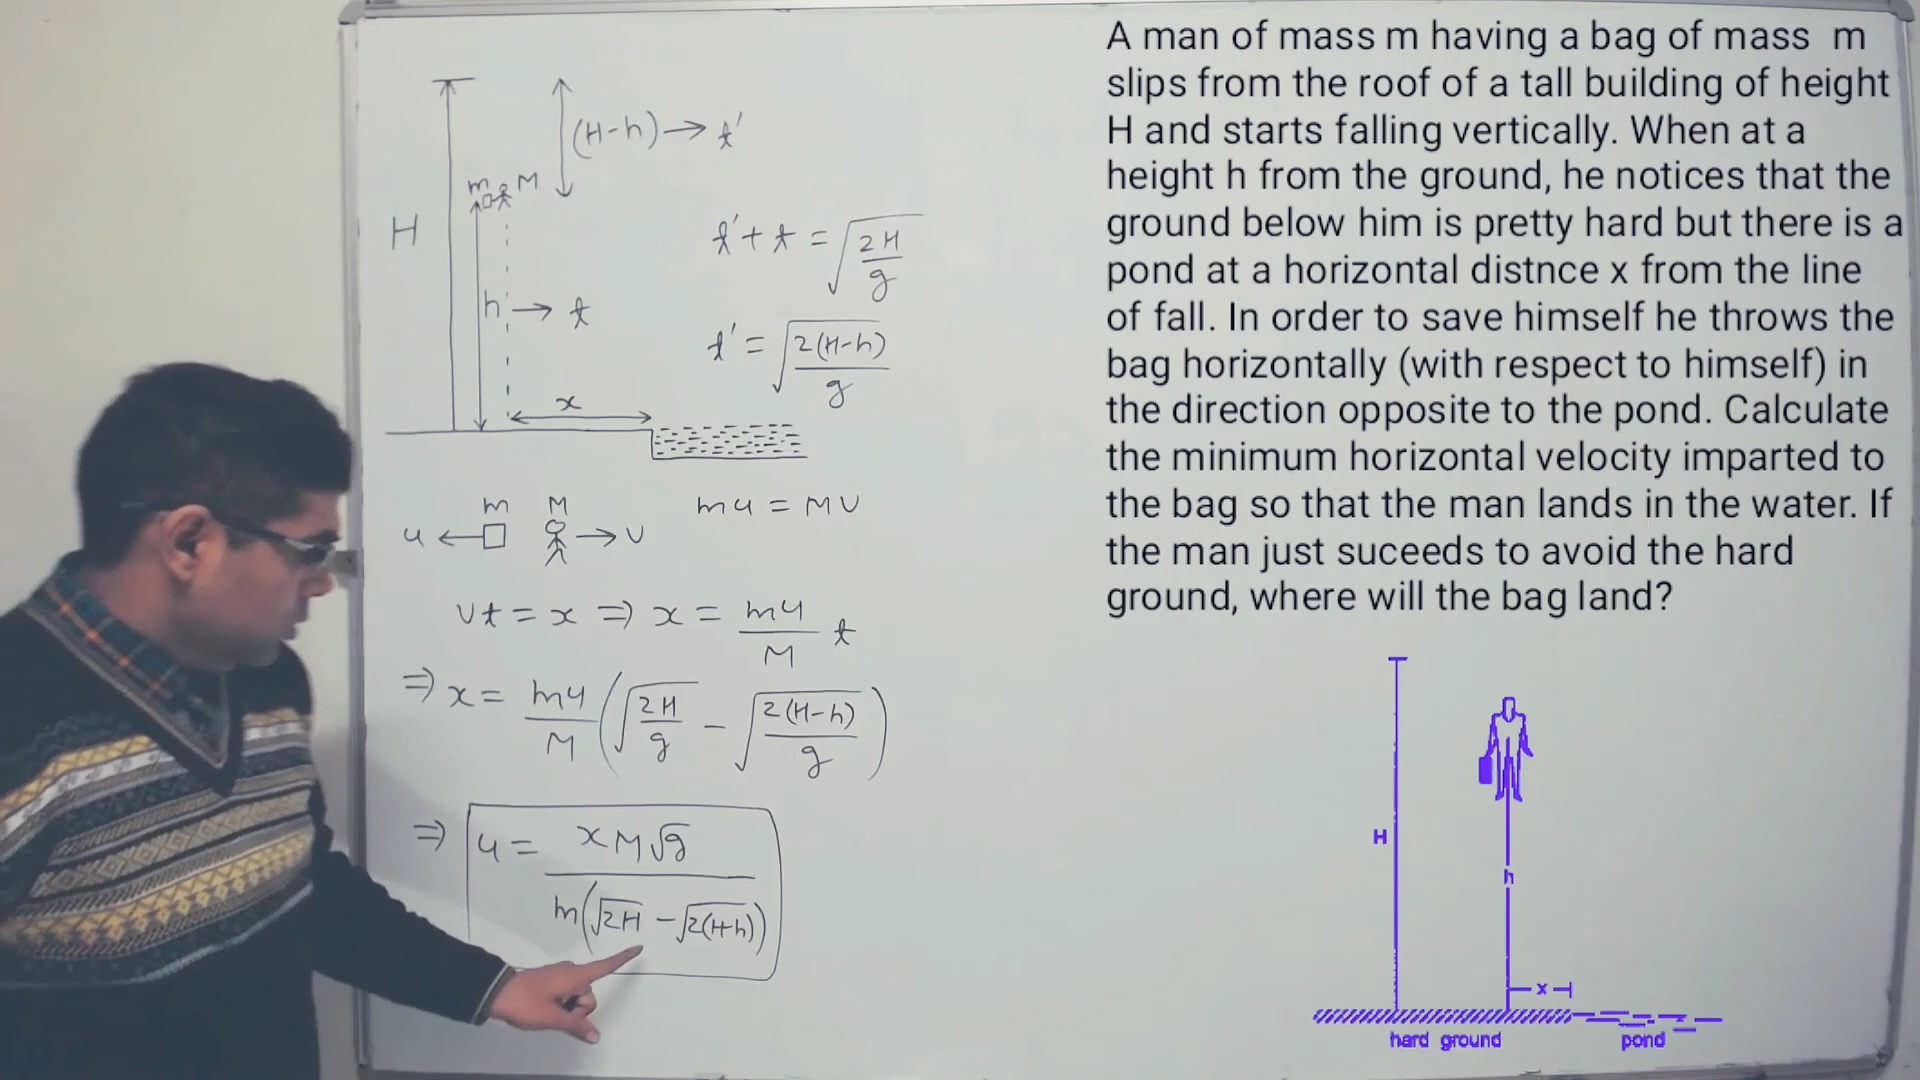 A man of mass m having a bag of mass m
slips from the roof of a tall building of height
H and starts falling vertically. When at a
height h from the ground, he notices that the
ground below him is pretty hard but there is a
pond at a horizontal distnce x from the line
of fall. In order to save himself he throws the
bag horizontally (with respect to himself) in
the direction opposite to the pond. Calculate
the minimum horizontal velocity imparted to
the bag so that the man lands in the water. If
the man just suceeds to avoid the hard
ground, where will the bag land?
H
h
x
hard ground
pond
(H-h) → t'
m M
H
h → t
x
t' + t = √(2H/g)
t' = √(2(H-h)/g)
m M
u ← → v
mu = Mv
vt = x ⇒ x = mu/M t
⇒ x = mu/M (√(2H/g) - √(2(H-h)/g))
⇒ u = xM√g / m(√2H - √2(H-h))